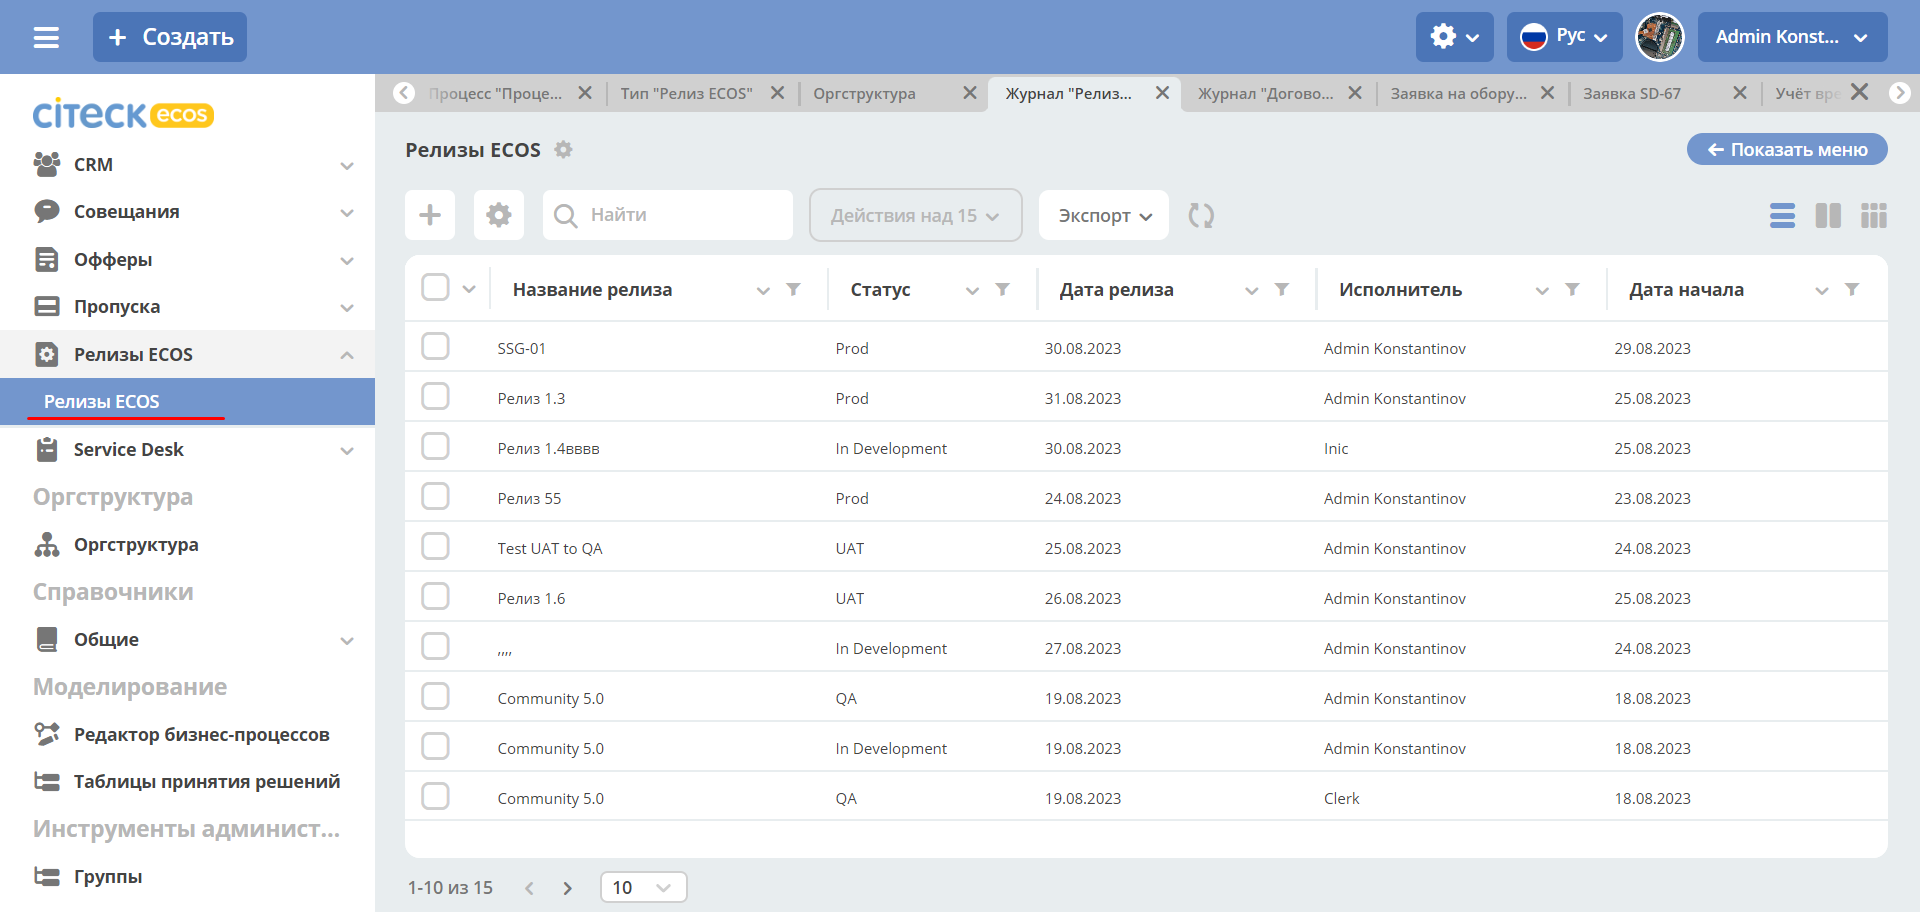 Создать
Рус
Admin Konst...
citeck ecos
CRM
Совещания
Офферы
Пропуска
Релизы ECOS
Релизы ECOS
Service Desk
Оргструктура
Оргструктура
Справочники
Общие
Моделирование
Редактор бизнес-процессов
Таблицы принятия решений
Инструменты админист...
Группы
Процесс "Проце... Тип "Релиз ECOS" Оргструктура Журнал "Релиз... Журнал "Догово... Заявка на обору... Заявка SD-67 Учёт вре
Релизы ECOS
Показать меню
Найти
Действия над 15
Экспорт
Название релиза Статус Дата релиза Исполнитель Дата начала
SSG-01 Prod 30.08.2023 Admin Konstantinov 29.08.2023
Релиз 1.3 Prod 31.08.2023 Admin Konstantinov 25.08.2023
Релиз 1.4вввв In Development 30.08.2023 Inic 25.08.2023
Релиз 55 Prod 24.08.2023 Admin Konstantinov 23.08.2023
Test UAT to QA UAT 25.08.2023 Admin Konstantinov 24.08.2023
Релиз 1.6 UAT 26.08.2023 Admin Konstantinov 25.08.2023
,,,, In Development 27.08.2023 Admin Konstantinov 24.08.2023
Community 5.0 QA 19.08.2023 Admin Konstantinov 18.08.2023
Community 5.0 In Development 19.08.2023 Admin Konstantinov 18.08.2023
Community 5.0 QA 19.08.2023 Clerk 18.08.2023
1-10 из 15
10